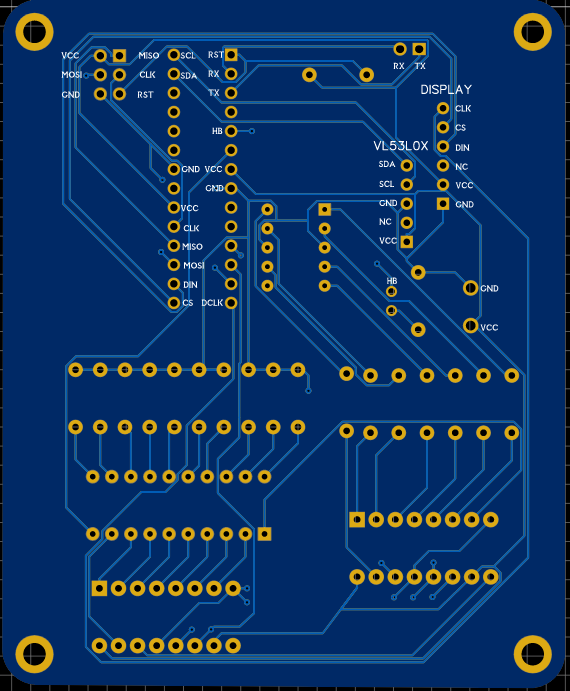 VCC MISO SCL RST
MOSI CLK SDA RX
GND RST TX
RX TX
DISPLAY
CLK
HB CS
VL53L0X DIN
SDA NC
GND VCC
SCL VCC
GND
GND GND
VCC
NC
CLK
VCC
MISO
MOSI
HB
DIN GND
CS DCLK
VCC